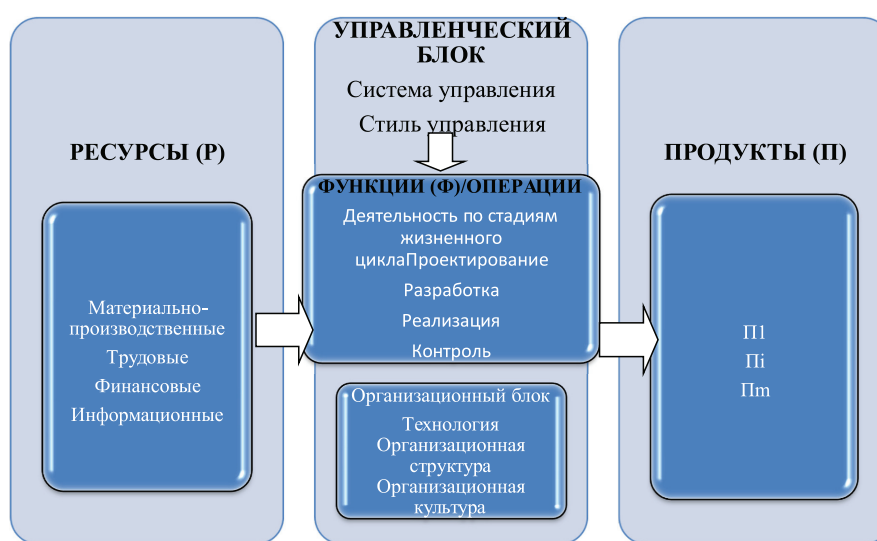 РЕСУРСЫ (Р)
Материально-
производственные
Трудовые
Финансовые
Информационные
УПРАВЛЕНЧЕСКИЙ
БЛОК
Система управления
Стиль управления
ФУНКЦИИ (Ф)/ОПЕРАЦИИ
Деятельность по стадиям
жизненного
циклаПроектирование
Разработка
Реализация
Контроль
Организационный блок
Технология
Организационная
структура
Организационная
культура
ПРОДУКТЫ (П)
П1
Пi
Пm